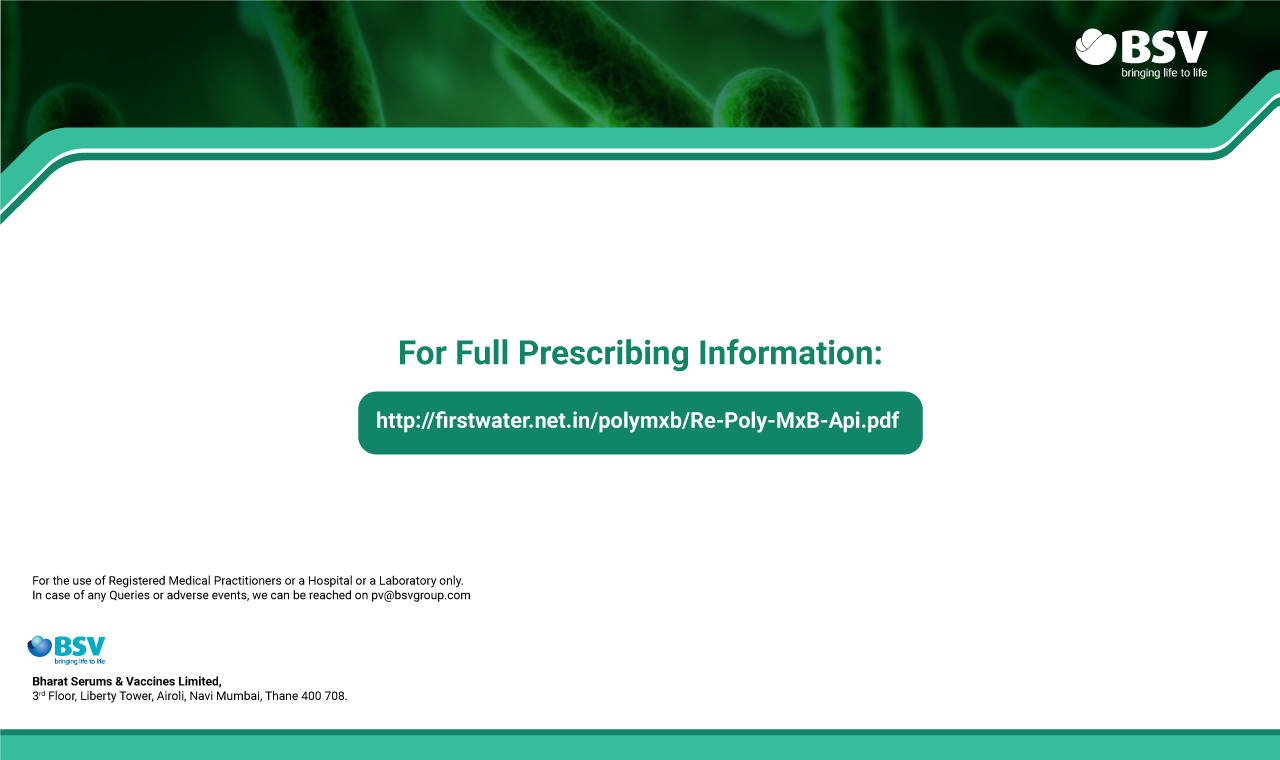 BSV
bringing life to life
For Full Prescribing Information:
http://firstwater.net.in/polymxb/Re-Poly-MxB-Api.pdf
For the use of Registered Medical Practitioners or a Hospital or a Laboratory only.
In case of any Queries or adverse events, we can be reached on pv@bsvgroup.com
BSV
bringing life to life
Bharat Serums & Vaccines Limited,
3rd Floor, Liberty Tower, Airoli, Navi Mumbai, Thane 400 708.